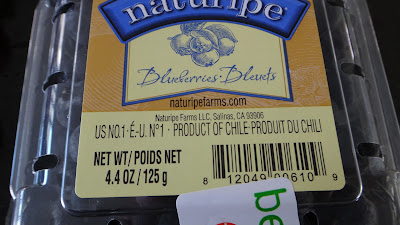 naturipe®
Blueberries·Bleuets
naturipefarms.com
Naturipe Farms LLC, Salinas, CA 93906
US NO.1·É.-U. N°1 · PRODUCT OF CHILE PRODUIT DU CHILI
NET WT/ POIDS NET
4.4 OZ / 125 g
8 12049 00610 9
be